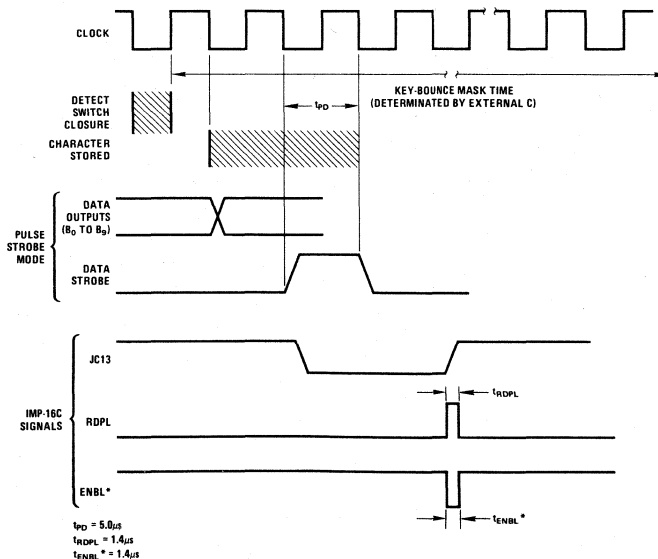 CLOCK
KEY-BOUNCE MASK TIME
(DETERMINATED BY EXTERNAL C)
DETECT
SWITCH
CLOSURE
tPD
CHARACTER
STORED
PULSE
STROBE
MODE
DATA
OUTPUTS
(B0 TO B9)
DATA
STROBE
IMP-16C
SIGNALS
JC13
tRDPL
RDPL
ENBL*
tENBL*
tPD = 5.0µs
tRDPL = 1.4µs
tENBL* = 1.4µs